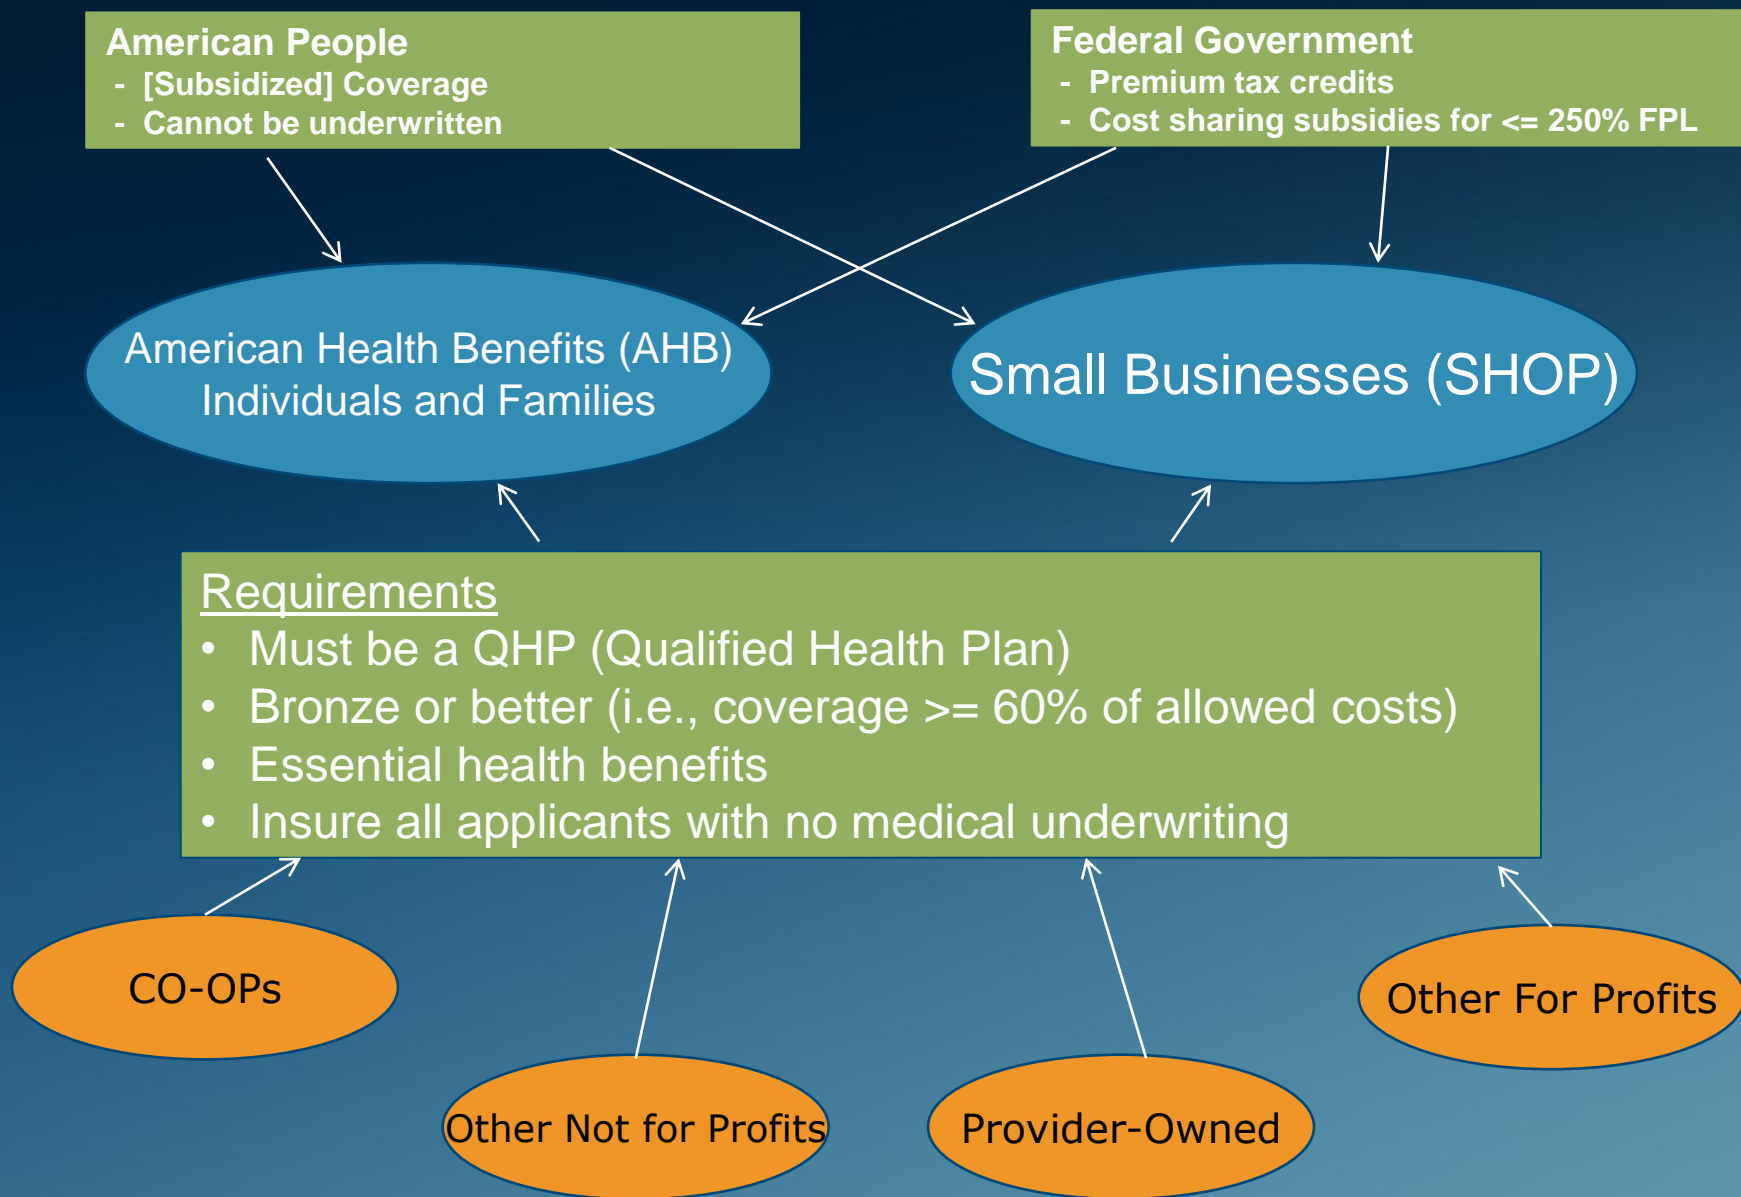 American People
- [Subsidized] Coverage
- Cannot be underwritten
Federal Government
- Premium tax credits
- Cost sharing subsidies for <= 250% FPL
American Health Benefits (AHB)
Individuals and Families
Small Businesses (SHOP)
Requirements
• Must be a QHP (Qualified Health Plan)
• Bronze or better (i.e., coverage >= 60% of allowed costs)
• Essential health benefits
• Insure all applicants with no medical underwriting
CO-OPs
Other For Profits
Other Not for Profits
Provider-Owned